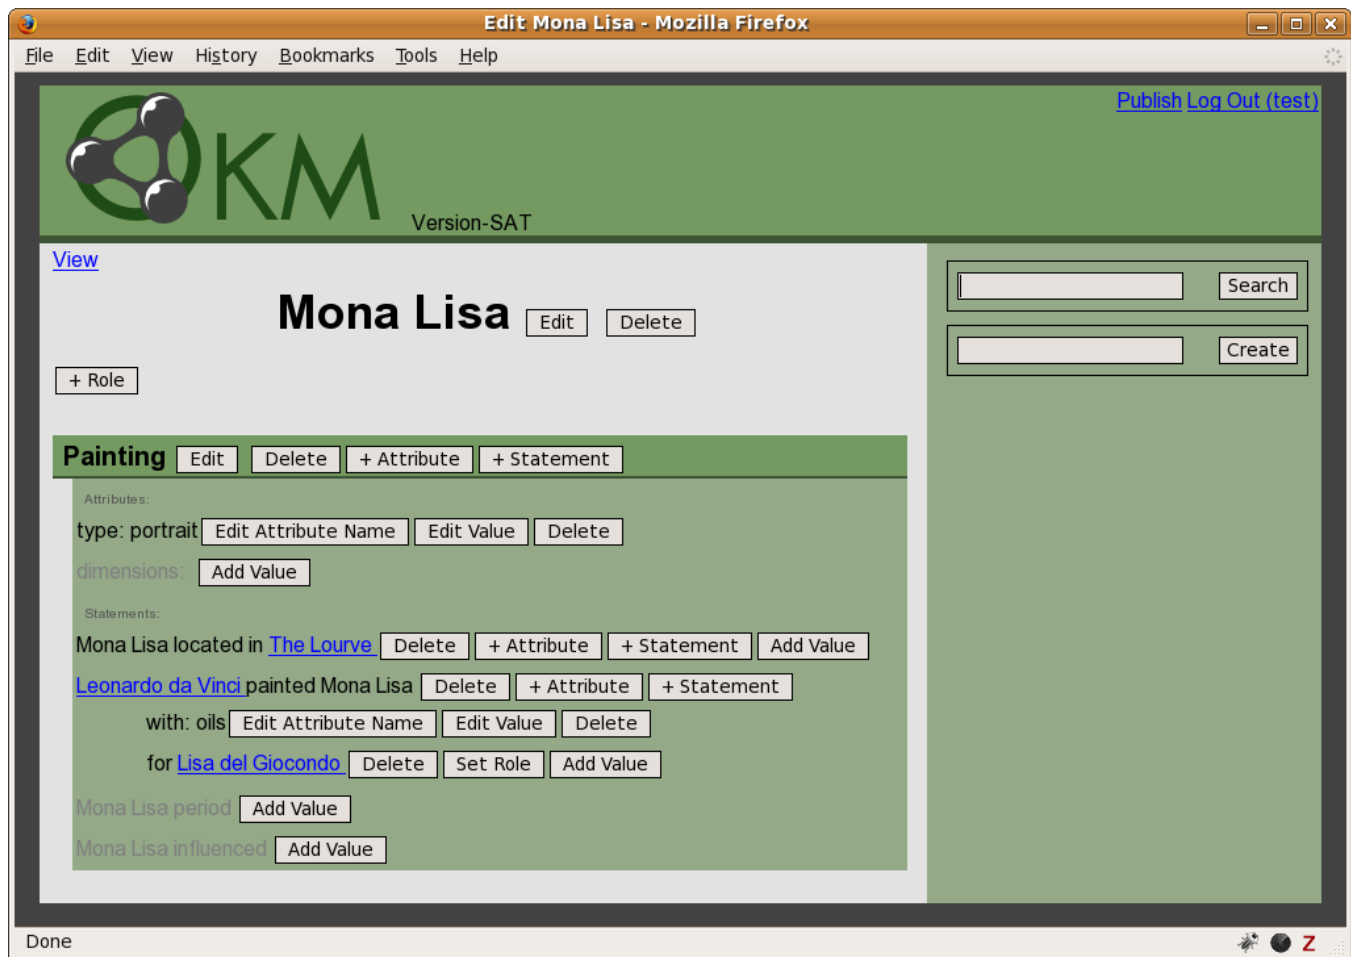 Edit Mona Lisa - Mozilla Firefox
File Edit View History Bookmarks Tools Help
Publish Log Out (test)
KM
Version-SAT
View
Search
Mona Lisa Edit Delete
Create
+ Role
Painting Edit Delete + Attribute + Statement
Attributes:
type: portrait Edit Attribute Name Edit Value Delete
dimensions: Add Value
Statements:
Mona Lisa located in The Lourve Delete + Attribute + Statement Add Value
Leonardo da Vinci painted Mona Lisa Delete + Attribute + Statement
with: oils Edit Attribute Name Edit Value Delete
for Lisa del Giocondo Delete Set Role Add Value
Mona Lisa period Add Value
Mona Lisa influenced Add Value
Done
Z